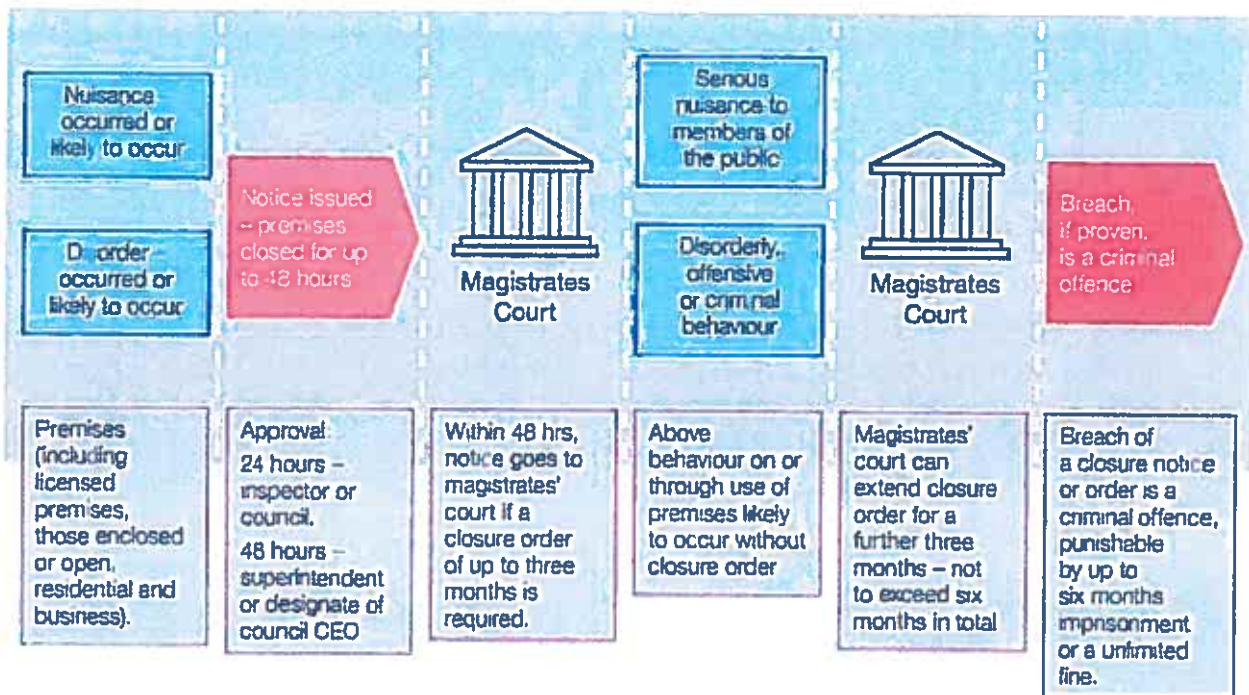 Nuisance
occurred or
likely to occur
Disorder –
occurred or
likely to occur
Notice issued
– premises
closed for up
to 48 hours
Magistrates
Court
Serious
nuisance to
members of
the public
Disorderly,
offensive
or criminal
behaviour
Magistrates
Court
Breach,
if proven,
is a criminal
offence
Premises
(including
licensed
premises,
those enclosed
or open,
residential and
business).
Approval
24 hours –
inspector or
council.
48 hours –
superintendent
or designate of
council CEO
Within 48 hrs,
notice goes to
magistrates'
court if a
closure order
of up to three
months is
required.
Above
behaviour on or
through use of
premises likely
to occur without
closure order
Magistrates'
court can
extend closure
order for a
further three
months – not
to exceed six
months in total
Breach of
a closure notice
or order is a
criminal offence,
punishable
by up to
six months
imprisonment
or a unlimited
fine.